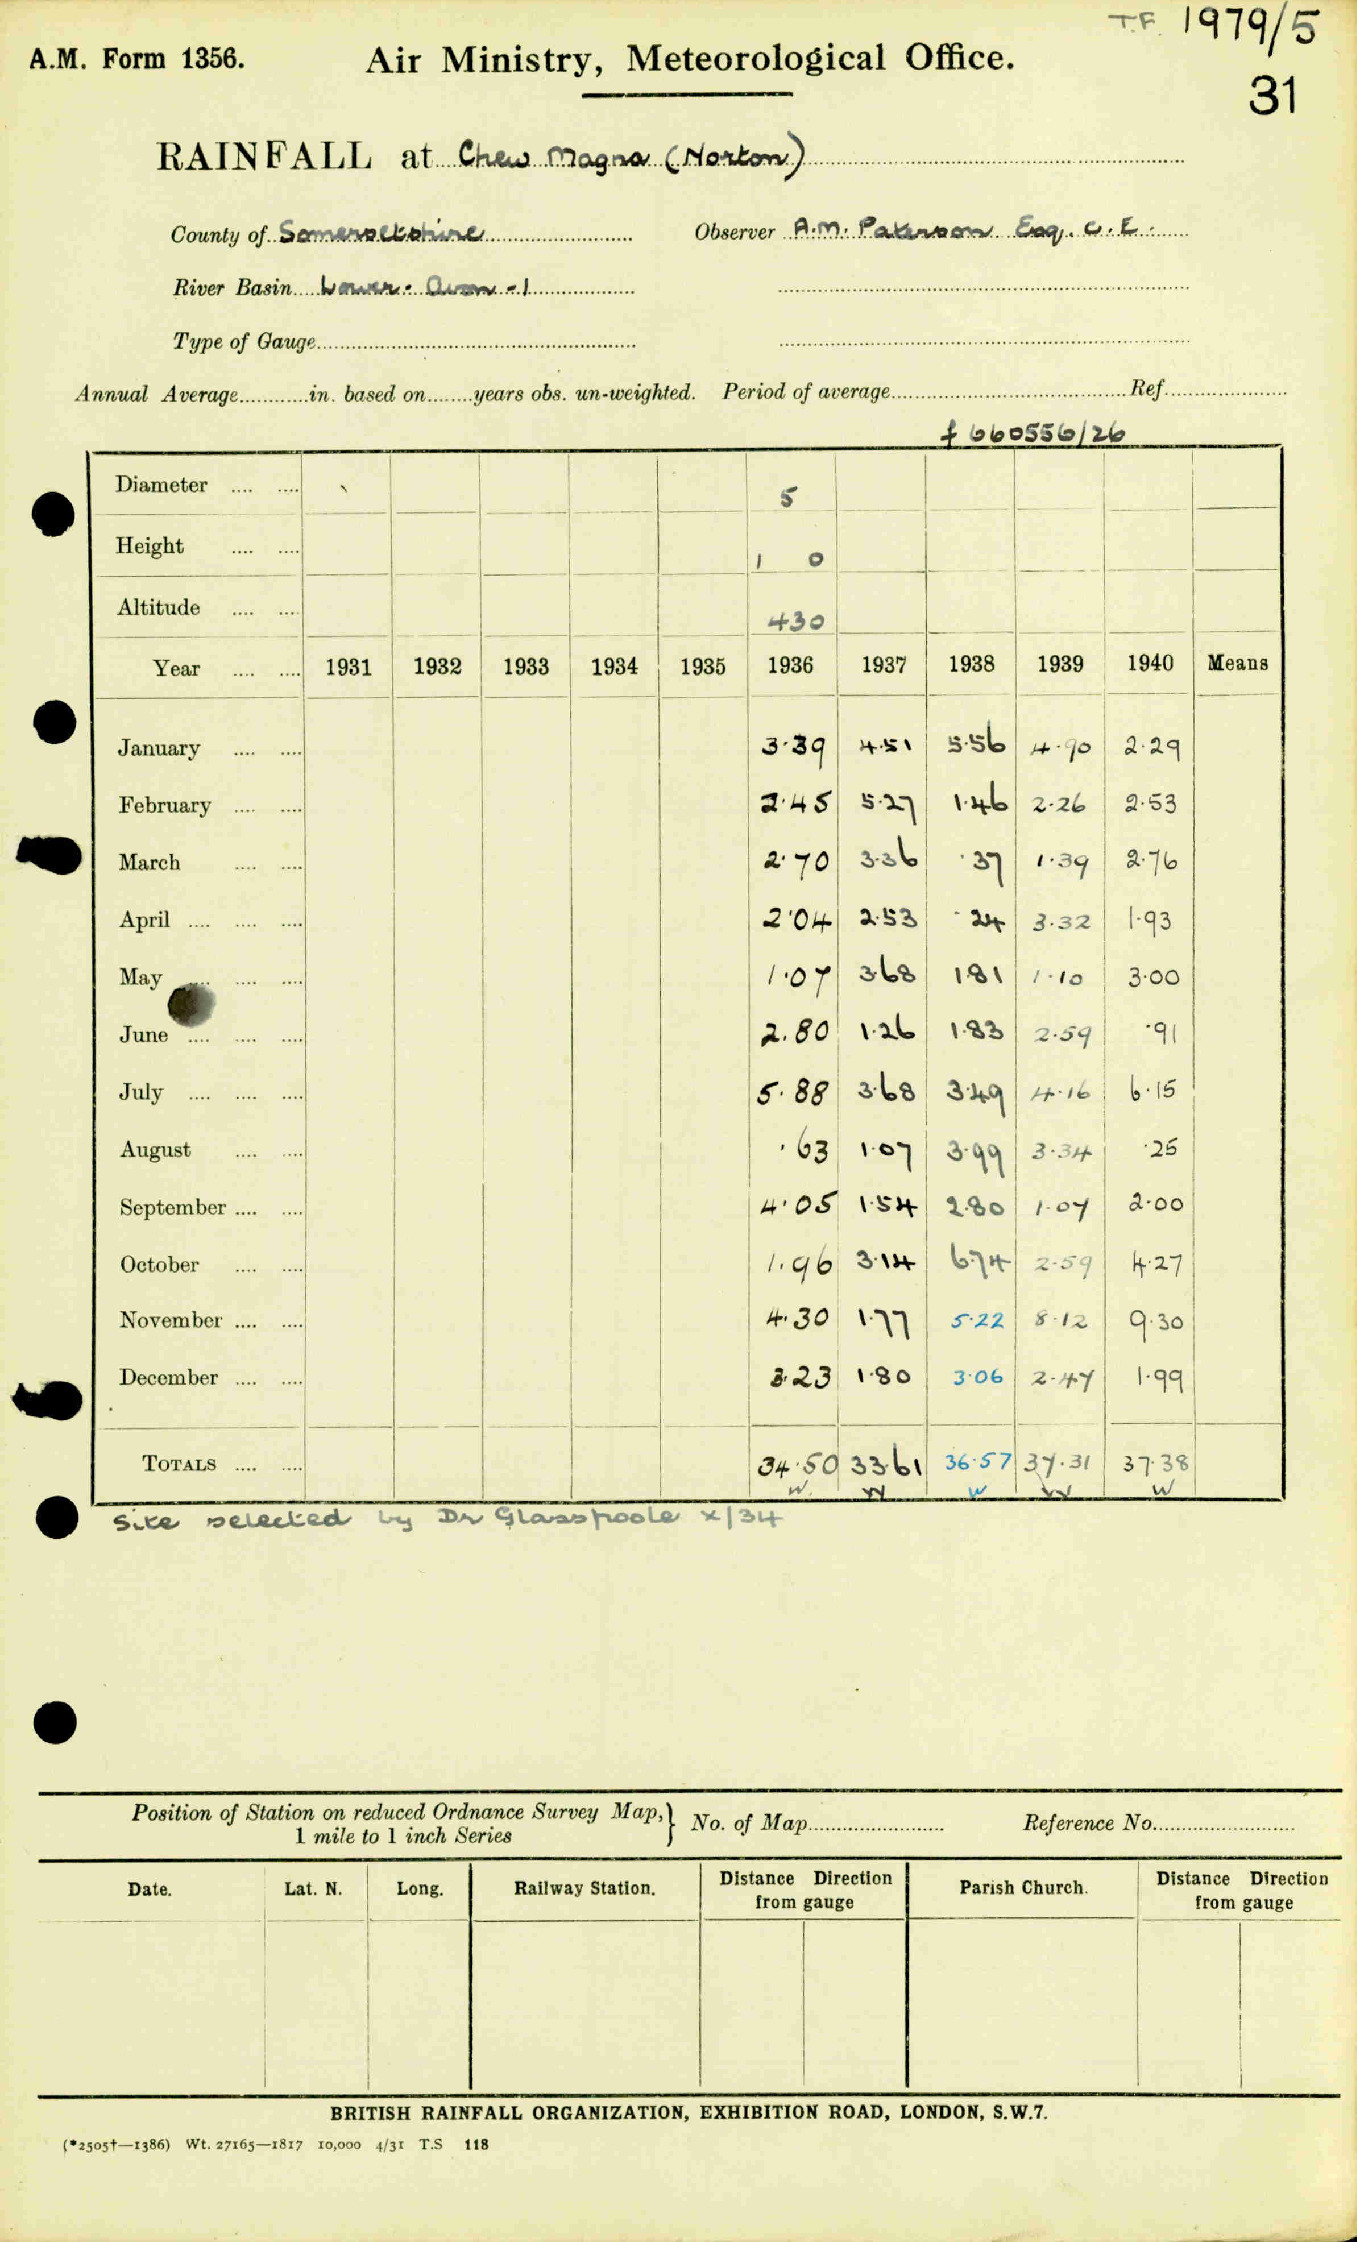 T.F. 1979/5
A.M. Form 1356. Air Ministry, Meteorological Office.
31
RAINFALL at Chew Magna (Norton)
County of Somersetshire Observer A.M. Paterson Esq. C.E.
River Basin Lower - Avon - 1
Type of Gauge
Annual Average in. based on years obs. un-weighted. Period of average Ref.
f 660556/26
Diameter 5
Height 1 0
Altitude 430
Year 1931 1932 1933 1934 1935 1936 1937 1938 1939 1940 Means
January 3·39 4·51 5·56 4·90 2·29
February 2·45 5·27 1·46 2·26 2·53
March 2·70 3·36 ·37 1·39 2·76
April 2·04 2·53 ·24 3·32 1·93
May 1·07 3·68 1·81 1·10 3·00
June 2.80 1·26 1·83 2·59 ·91
July 5·88 3·68 3·49 4·16 6·15
August ·63 1·07 3·99 3·34 ·25
September 4·05 1·54 2·80 1·07 2·00
October 1·96 3·14 6·74 2·59 4·27
November 4·30 1·77 5·22 8·12 9·30
December 3·23 1·80 3·06 2·47 1·99
TOTALS 34·50 33·61 36·57 37·31 37·38
W W W W W
Site selected by Dr Glasspoole x/34
Position of Station on reduced Ordnance Survey Map, } No. of Map Reference No.
1 mile to 1 inch Series
Date. Lat. N. Long. Railway Station. Distance Direction from gauge Parish Church. Distance Direction from gauge
BRITISH RAINFALL ORGANIZATION, EXHIBITION ROAD, LONDON, S.W.7.
(*2505†—1386) Wt. 27165—1817 10,000 4/31 T.S 118